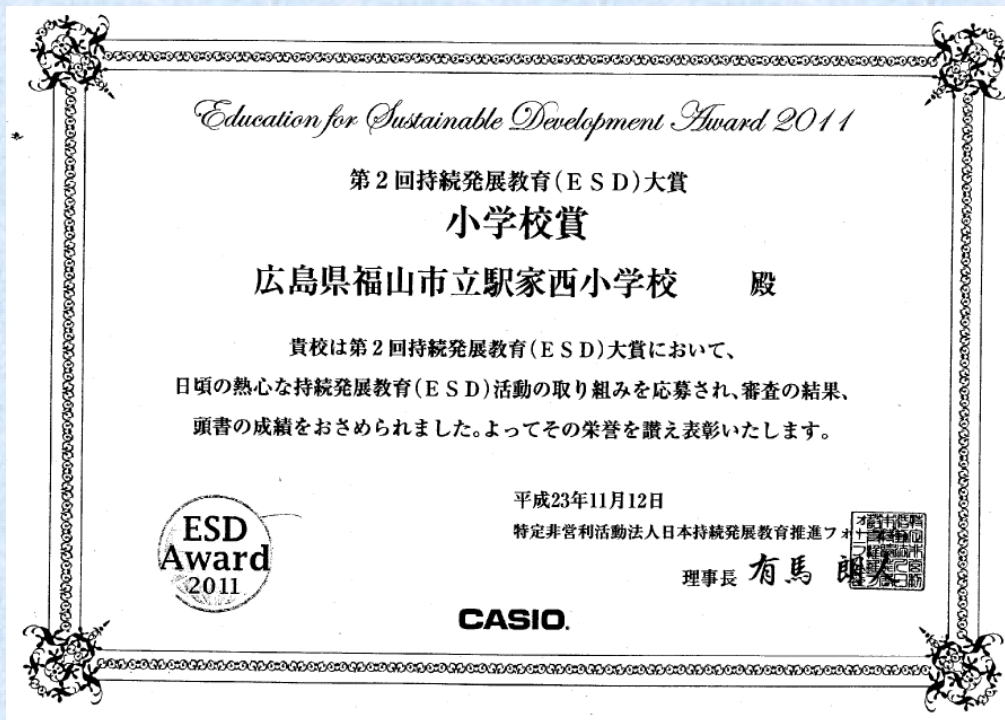 Education for Sustainable Development Award 2011
第2回持続発展教育(ESD)大賞
小学校賞
広島県福山市立駅家西小学校 殿
貴校は第2回持続発展教育(ESD)大賞において、
日頃の熱心な持続発展教育(ESD)活動の取り組みを応募され、審査の結果、
頭書の成績をおさめられました。よってその栄誉を讃え表彰いたします。
平成23年11月12日
特定非営利活動法人日本持続発展教育推進フォーラム
理事長 有馬 朗人
ESD
Award
2011
CASIO.